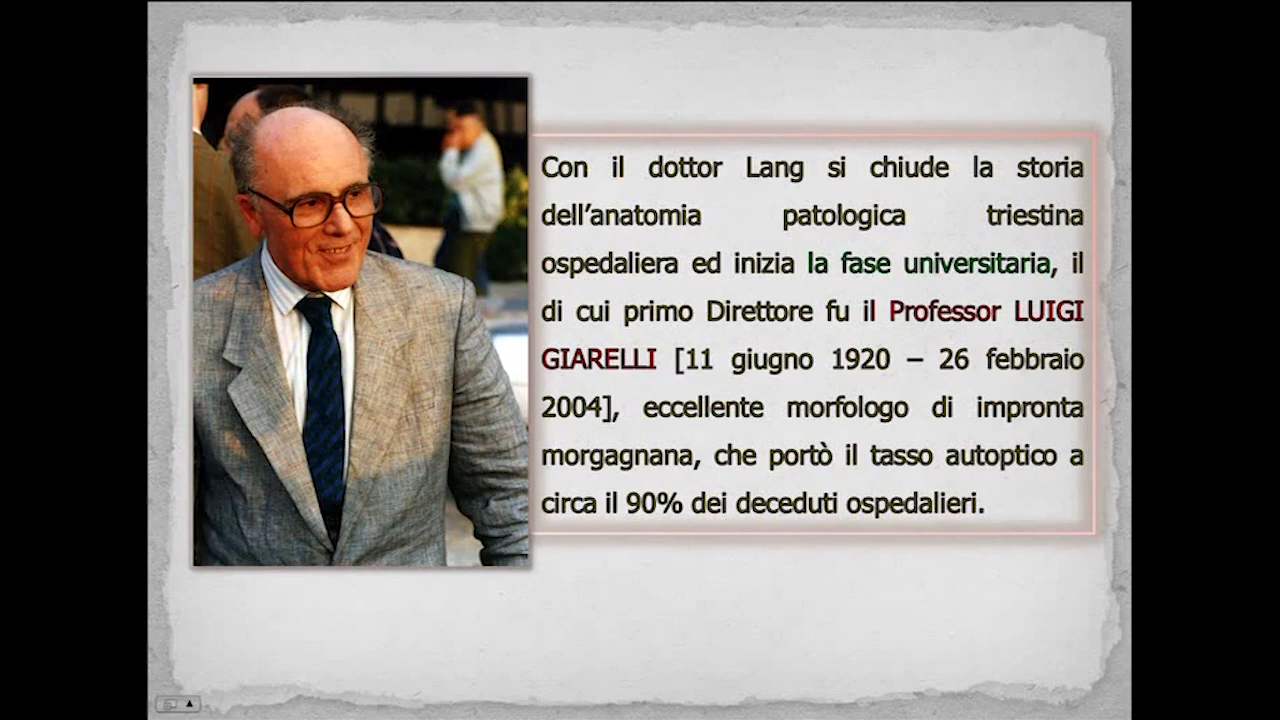 Con il dottor Lang si chiude la storia
dell’anatomia patologica triestina
ospedaliera ed inizia la fase universitaria, il
di cui primo Direttore fu il Professor LUIGI
GIARELLI [11 giugno 1920 – 26 febbraio
2004], eccellente morfologo di impronta
morgagnana, che portò il tasso autoptico a
circa il 90% dei deceduti ospedalieri.